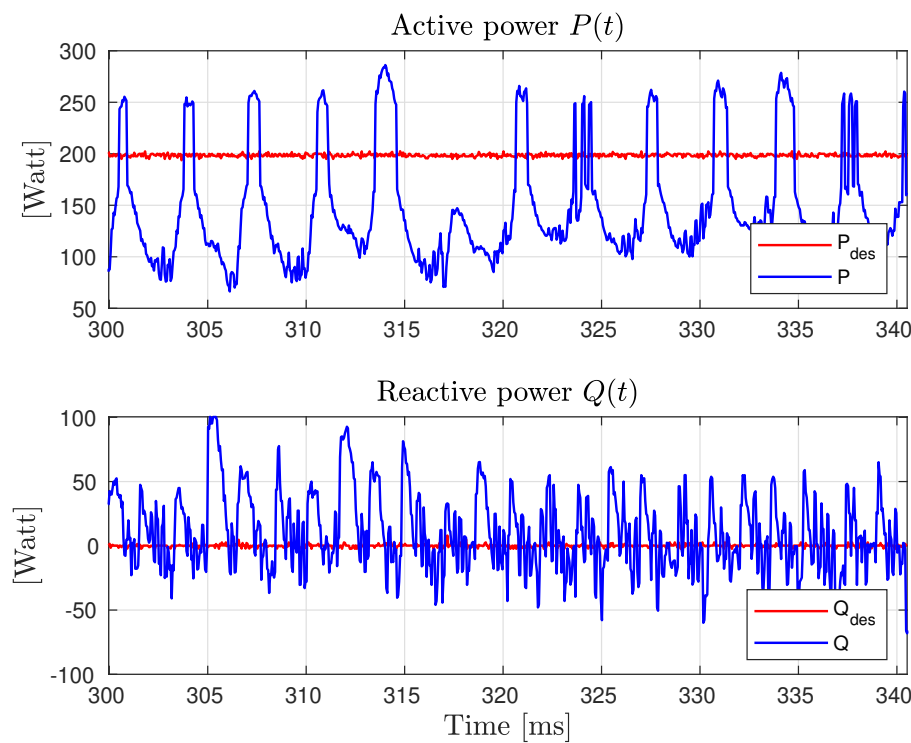 Active power P(t)
300
250
200
150
100
50
[Watt]
P_des
P
300 305 310 315 320 325 330 335 340
Reactive power Q(t)
100
50
0
-50
-100
[Watt]
Q_des
Q
300 305 310 315 320 325 330 335 340
Time [ms]